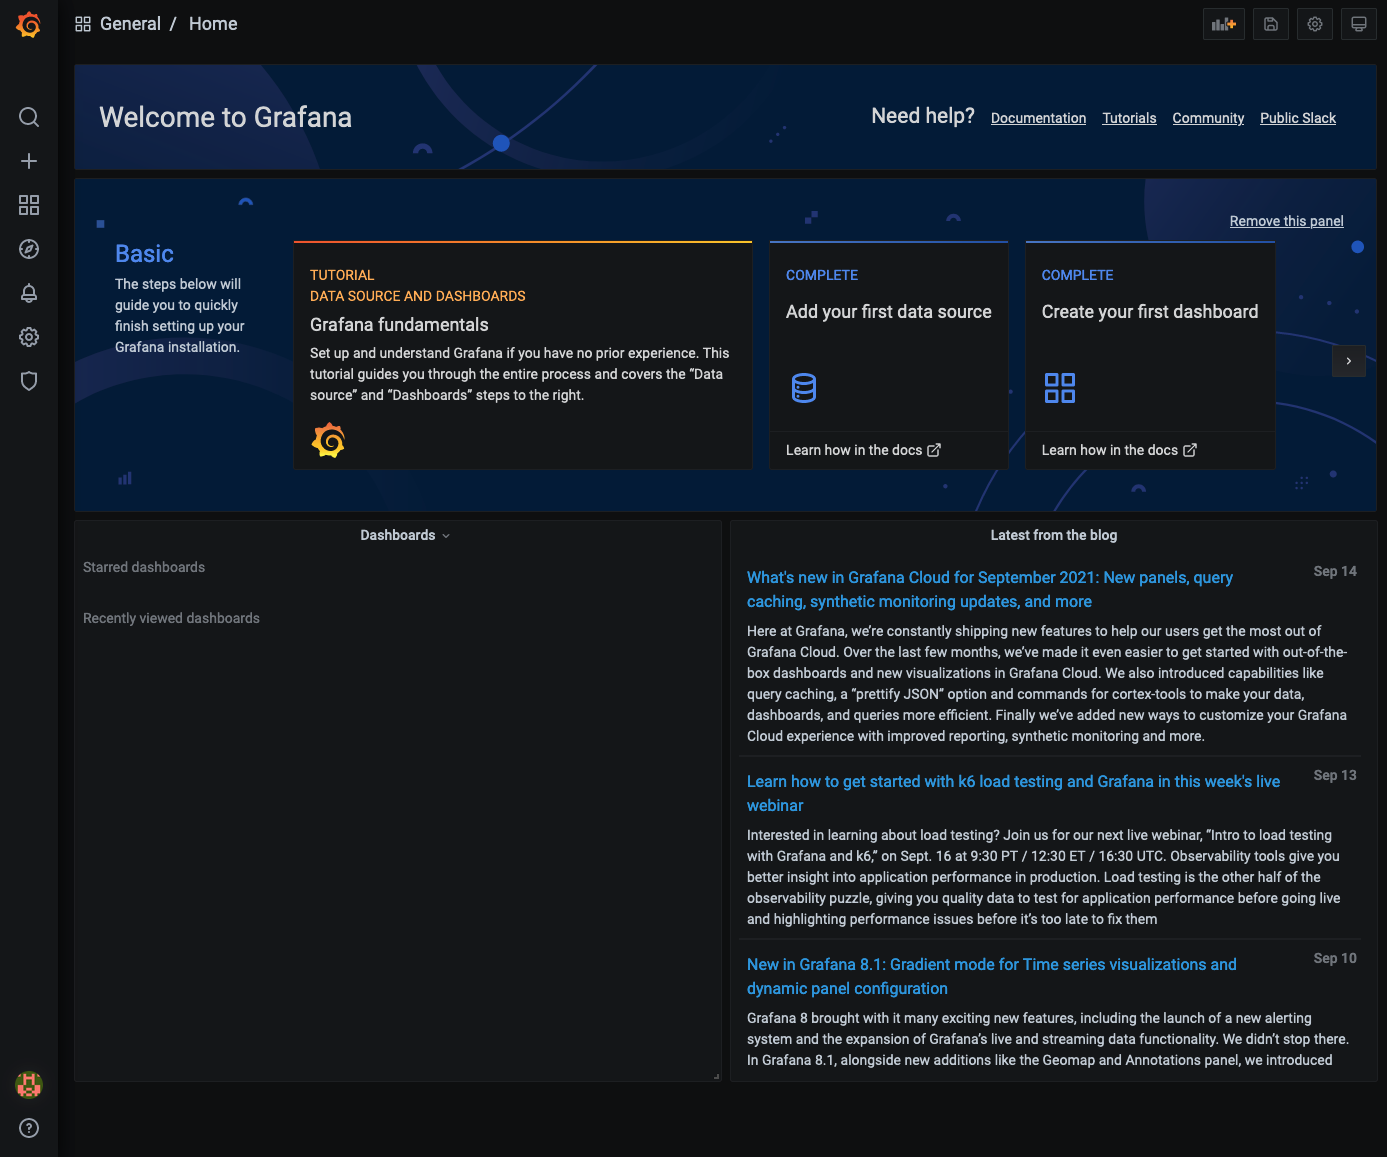 General / Home
Welcome to Grafana
Need help? Documentation Tutorials Community Public Slack
Remove this panel
Basic
The steps below will
guide you to quickly
finish setting up your
Grafana installation.
TUTORIAL
DATA SOURCE AND DASHBOARDS
Grafana fundamentals
Set up and understand Grafana if you have no prior experience. This
tutorial guides you through the entire process and covers the “Data
source” and “Dashboards” steps to the right.
COMPLETE
Add your first data source
Learn how in the docs
COMPLETE
Create your first dashboard
Learn how in the docs
Dashboards
Starred dashboards
Recently viewed dashboards
Latest from the blog
What's new in Grafana Cloud for September 2021: New panels, query
caching, synthetic monitoring updates, and more
Sep 14
Here at Grafana, we’re constantly shipping new features to help our users get the most out of
Grafana Cloud. Over the last few months, we’ve made it even easier to get started with out-of-the-
box dashboards and new visualizations in Grafana Cloud. We also introduced capabilities like
query caching, a “prettify JSON” option and commands for cortex-tools to make your data,
dashboards, and queries more efficient. Finally we’ve added new ways to customize your Grafana
Cloud experience with improved reporting, synthetic monitoring and more.
Learn how to get started with k6 load testing and Grafana in this week's live
webinar
Sep 13
Interested in learning about load testing? Join us for our next live webinar, “Intro to load testing
with Grafana and k6,” on Sept. 16 at 9:30 PT / 12:30 ET / 16:30 UTC. Observability tools give you
better insight into application performance in production. Load testing is the other half of the
observability puzzle, giving you quality data to test for application performance before going live
and highlighting performance issues before it’s too late to fix them
New in Grafana 8.1: Gradient mode for Time series visualizations and
dynamic panel configuration
Sep 10
Grafana 8 brought with it many exciting new features, including the launch of a new alerting
system and the expansion of Grafana’s live and streaming data functionality. We didn’t stop there.
In Grafana 8.1, alongside new additions like the Geomap and Annotations panel, we introduced